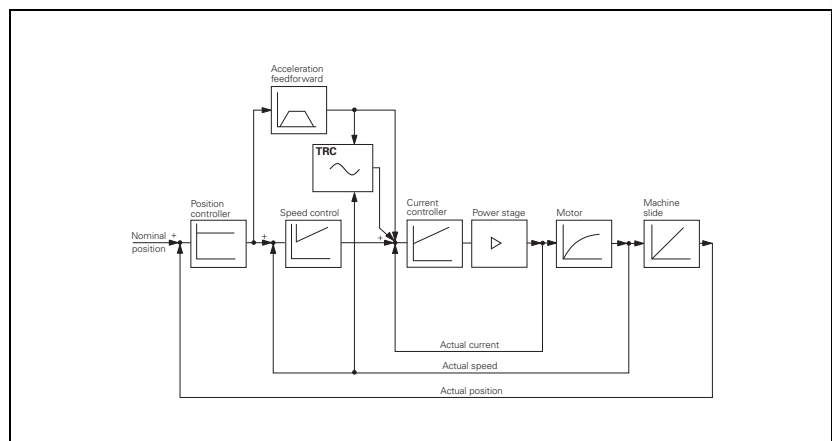 Acceleration
feedforward
TRC
Position
controller
Speed control
Current
controller
Power stage
Motor
Machine
slide
Nominal
position
+
+
+
Actual current
Actual speed
Actual position